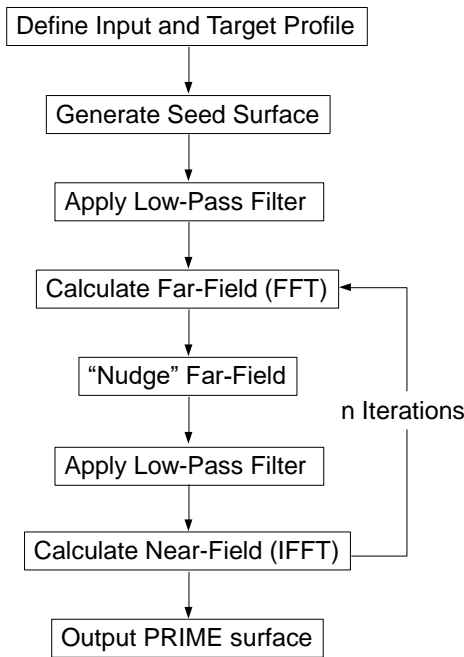 Define Input and Target Profile
Generate Seed Surface
Apply Low-Pass Filter
Calculate Far-Field (FFT)
“Nudge” Far-Field
n Iterations
Apply Low-Pass Filter
Calculate Near-Field (IFFT)
Output PRIME surface